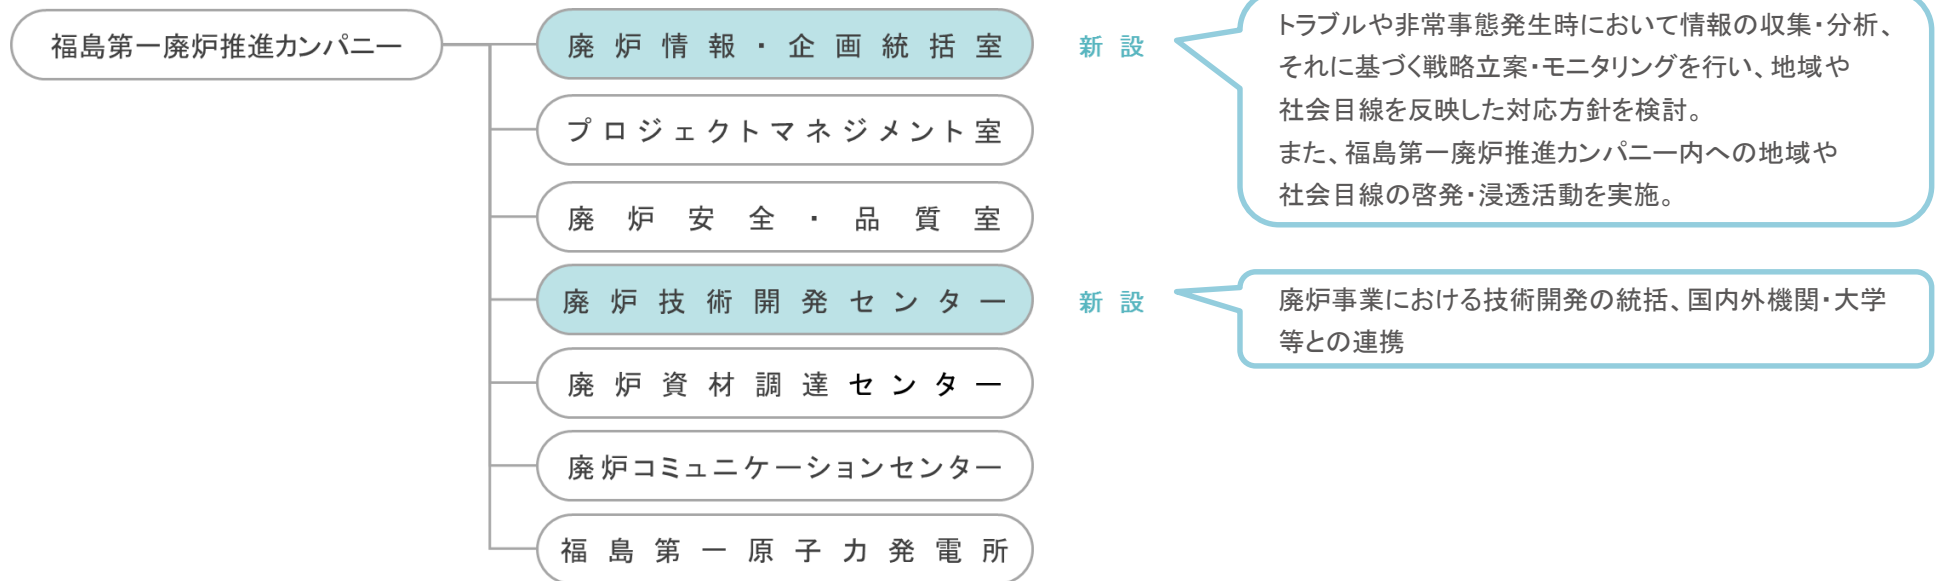 福島第一廃炉推進カンパニー
廃炉情報・企画統括室
新設
トラブルや非常事態発生時において情報の収集・分析、
それに基づく戦略立案・モニタリングを行い、地域や
社会目線を反映した対応方針を検討。
また、福島第一廃炉推進カンパニー内への地域や
社会目線の啓発・浸透活動を実施。
プロジェクトマネジメント室
廃炉安全・品質室
廃炉技術開発センター
新設
廃炉事業における技術開発の統括、国内外機関・大学
等との連携
廃炉資材調達センター
廃炉コミュニケーションセンター
福島第一原子力発電所